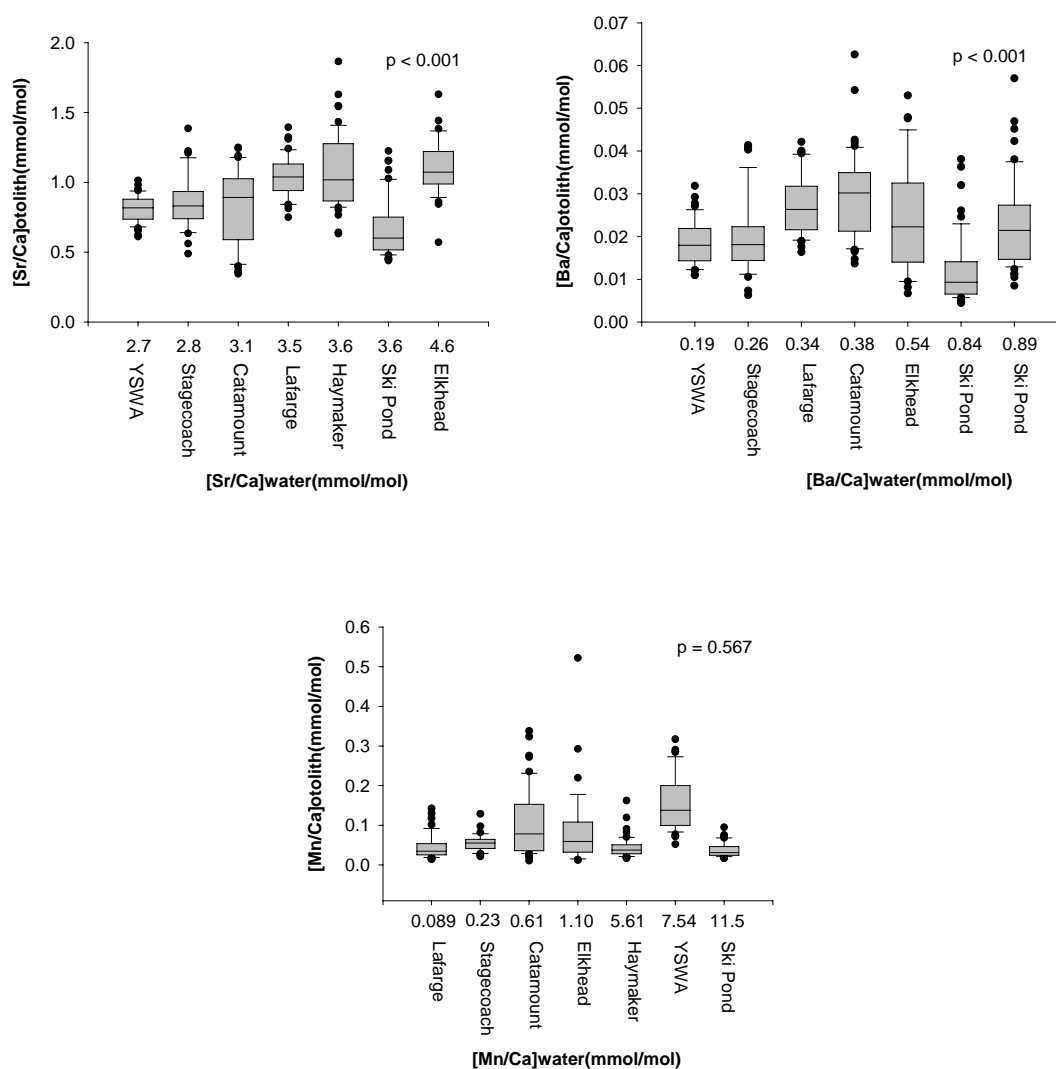 [Sr/Ca]otolith(mmol/mol)
2.0
1.5
1.0
0.5
0.0
p < 0.001
2.7 2.8 3.1 3.5 3.6 3.6 4.6
YSWA Stagecoach Catamount Lafarge Haymaker Ski Pond Elkhead
[Sr/Ca]water(mmol/mol)
[Ba/Ca]otolith(mmol/mol)
0.07
0.06
0.05
0.04
0.03
0.02
0.01
0.00
p < 0.001
0.19 0.26 0.34 0.38 0.54 0.84 0.89
YSWA Stagecoach Lafarge Catamount Elkhead Ski Pond Ski Pond
[Ba/Ca]water(mmol/mol)
[Mn/Ca]otolith(mmol/mol)
0.6
0.5
0.4
0.3
0.2
0.1
0.0
p = 0.567
0.089 0.23 0.61 1.10 5.61 7.54 11.5
Lafarge Stagecoach Catamount Elkhead Haymaker YSWA Ski Pond
[Mn/Ca]water(mmol/mol)